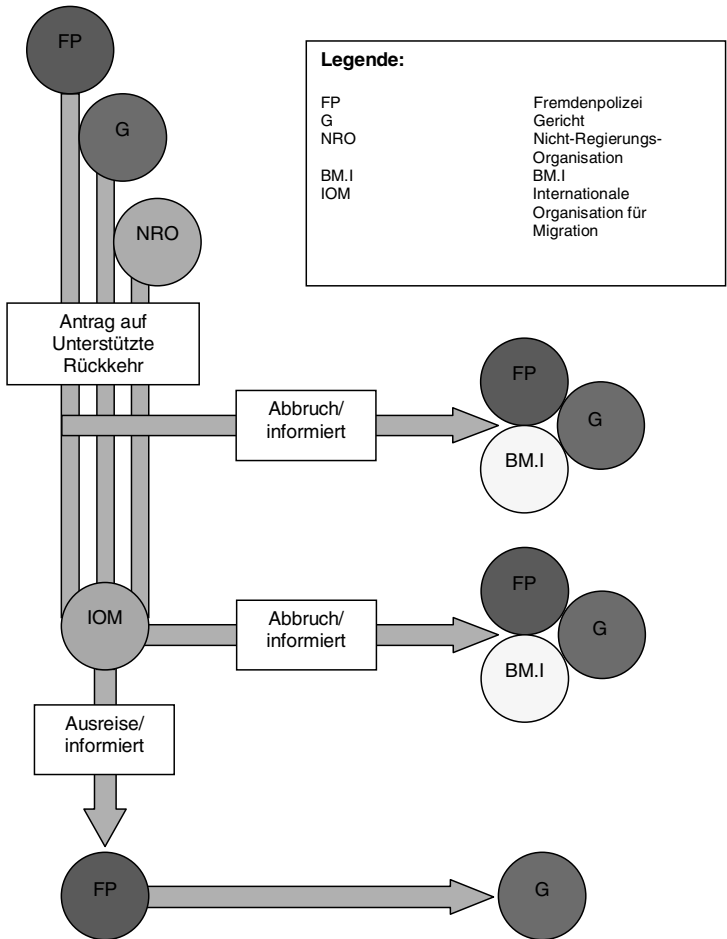 FP
G
NRO
Legende:
FP Fremdenpolizei
G Gericht
NRO Nicht-Regierungs-
Organisation
BM.I BM.I
IOM Internationale
Organisation für
Migration
Antrag auf
Unterstützte
Rückkehr
Abbruch/
informiert
FP
G
BM.I
IOM
Abbruch/
informiert
FP
G
BM.I
Ausreise/
informiert
FP
G